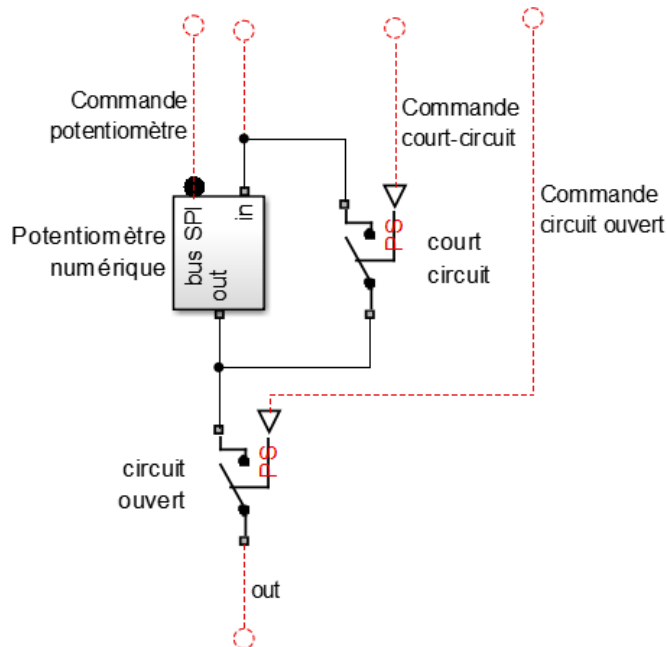 Commande
potentiomètre
Commande
court-circuit
Commande
circuit ouvert
Potentiomètre
numérique
bus SPI
in
out
PS
court
circuit
PS
circuit
ouvert
out